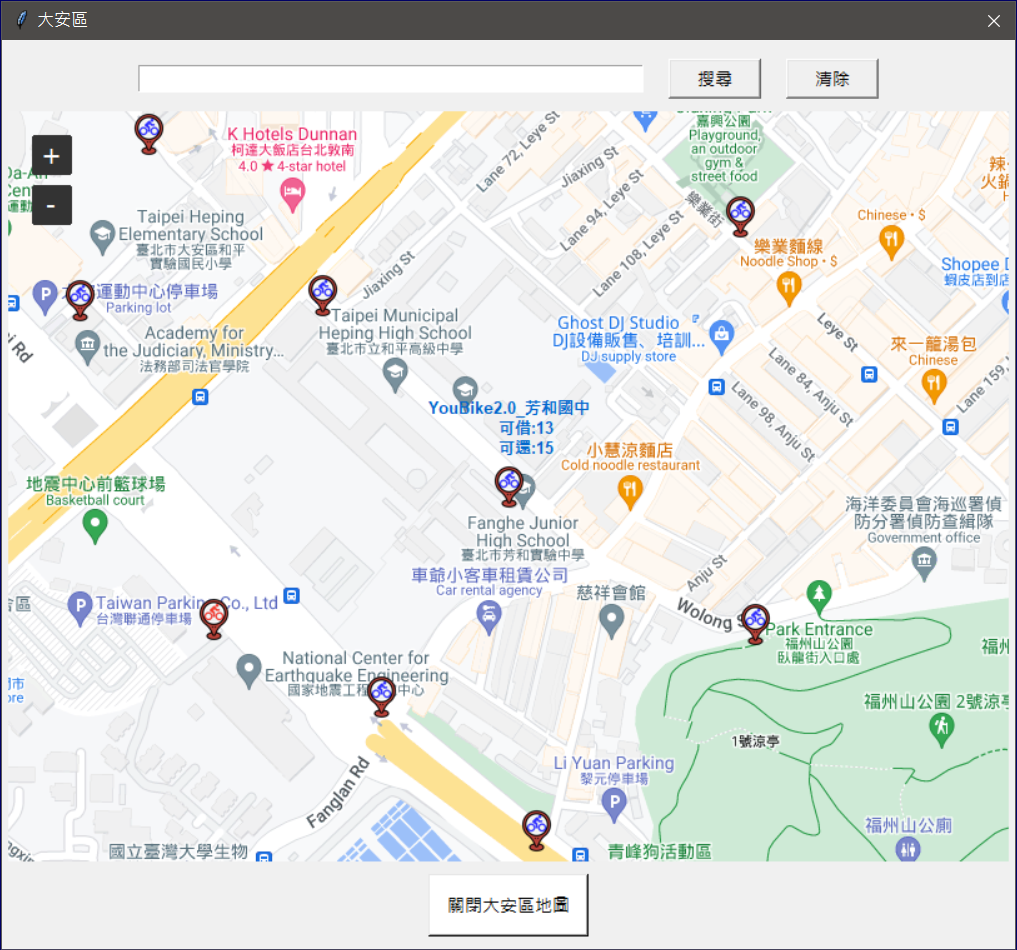 大安區
搜尋
清除
+
-
K Hotels Dunnan
柯達大飯店台北敦南
4.0 ★ 4-star hotel
Lane 72, Leye St
Jiaxing St
Lane 94, Leye St
Lane 108, Leye St
嘉興公園
Playground,
an outdoor
gym &
street food
樂業街
辣
火鍋
Chinese • $
樂業麵線
Noodle Shop • $
Shopee
蝦皮店到店
Taipei Heping
Elementary School
臺北市大安區和平
實驗國民小學
運動中心停車場
Parking lot
Jiaxing St
Academy for
the Judiciary, Ministry...
法務部司法官學院
Taipei Municipal
Heping High School
臺北市立和平高級中學
Ghost DJ Studio
DJ設備販售、培訓...
DJ supply store
Leye St
來一籠湯包
Chinese
Lane 84, Anju St
Lane 98, Anju St
Lane 159,
YouBike2.0_芳和國中
可借:13
可還:15
小慧涼麵店
Cold noodle restaurant
地震中心前籃球場
Basketball court
Fanghe Junior
High School
臺北市芳和實驗中學
海洋委員會海巡署偵
防分署偵防查緝隊
Government office
車爺小客車租賃公司
Car rental agency
Anju St
慈祥會館
Wolong
P
Taiwan Parking Co., Ltd
台灣聯通停車場
Park Entrance
福州山公園
臥龍街入口處
福州
National Center for
Earthquake Engineering
國家地震工程
中心
福州山公園 2號涼亭
1號涼亭
Li Yuan Parking
黎元停車場
P
Fanglan Rd
福州山公廁
國立臺灣大學生物
青峰狗活動區
關閉大安區地圖